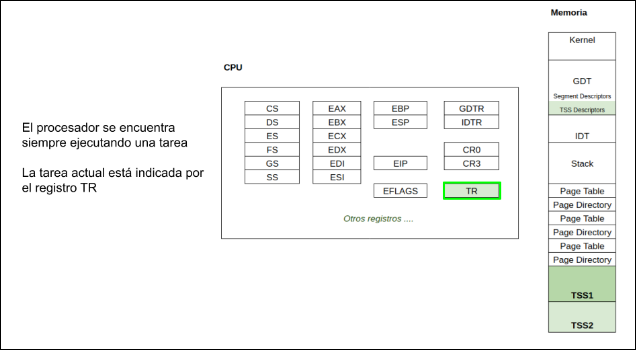 El procesador se encuentra
siempre ejecutando una tarea
La tarea actual está indicada por
el registro TR
CPU
CS
DS
ES
FS
GS
SS
EAX
EBX
ECX
EDX
EDI
ESI
EBP
ESP
EIP
EFLAGS
GDTR
IDTR
CR0
CR3
TR
Otros registros ....
Memoria
Kernel
GDT
Segment Descriptors
TSS Descriptors
IDT
Stack
Page Table
Page Directory
Page Table
Page Directory
Page Table
Page Directory
TSS1
TSS2